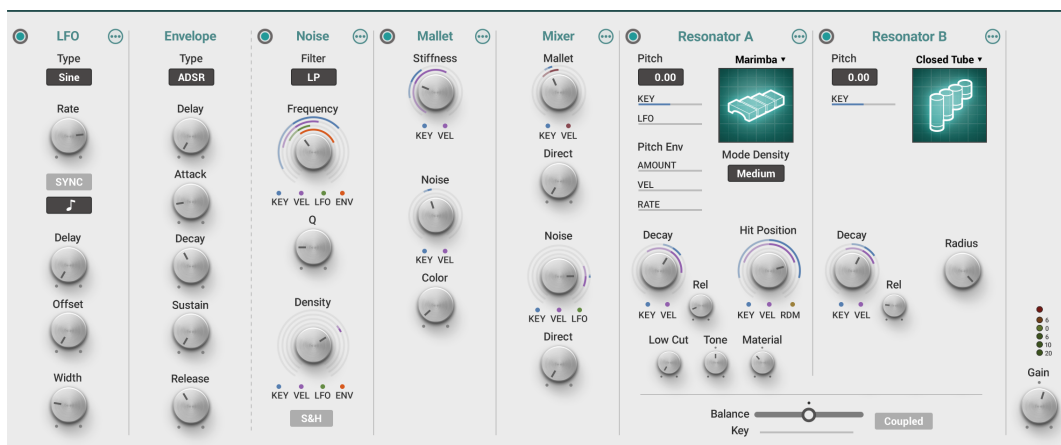 LFO
Type
Sine
Rate
SYNC
Delay
Offset
Width
Envelope
Type
ADSR
Delay
Attack
Decay
Sustain
Release
Noise
Filter
LP
Frequency
KEY VEL LFO ENV
Q
Density
KEY VEL LFO ENV
S&H
Mallet
Stiffness
KEY VEL
Noise
KEY VEL
Color
Mixer
Mallet
KEY VEL
Direct
Noise
KEY VEL LFO
Direct
Resonator A
Pitch
0.00
KEY
LFO
Pitch Env
AMOUNT
VEL
RATE
Marimba
Mode Density
Medium
Decay
KEY VEL
Rel
Hit Position
KEY VEL RDM
Low Cut Tone Material
Resonator B
Pitch
0.00
KEY
Closed Tube
Decay
KEY VEL
Rel
Radius
Balance
Key
Coupled
6
0
6
10
20
Gain